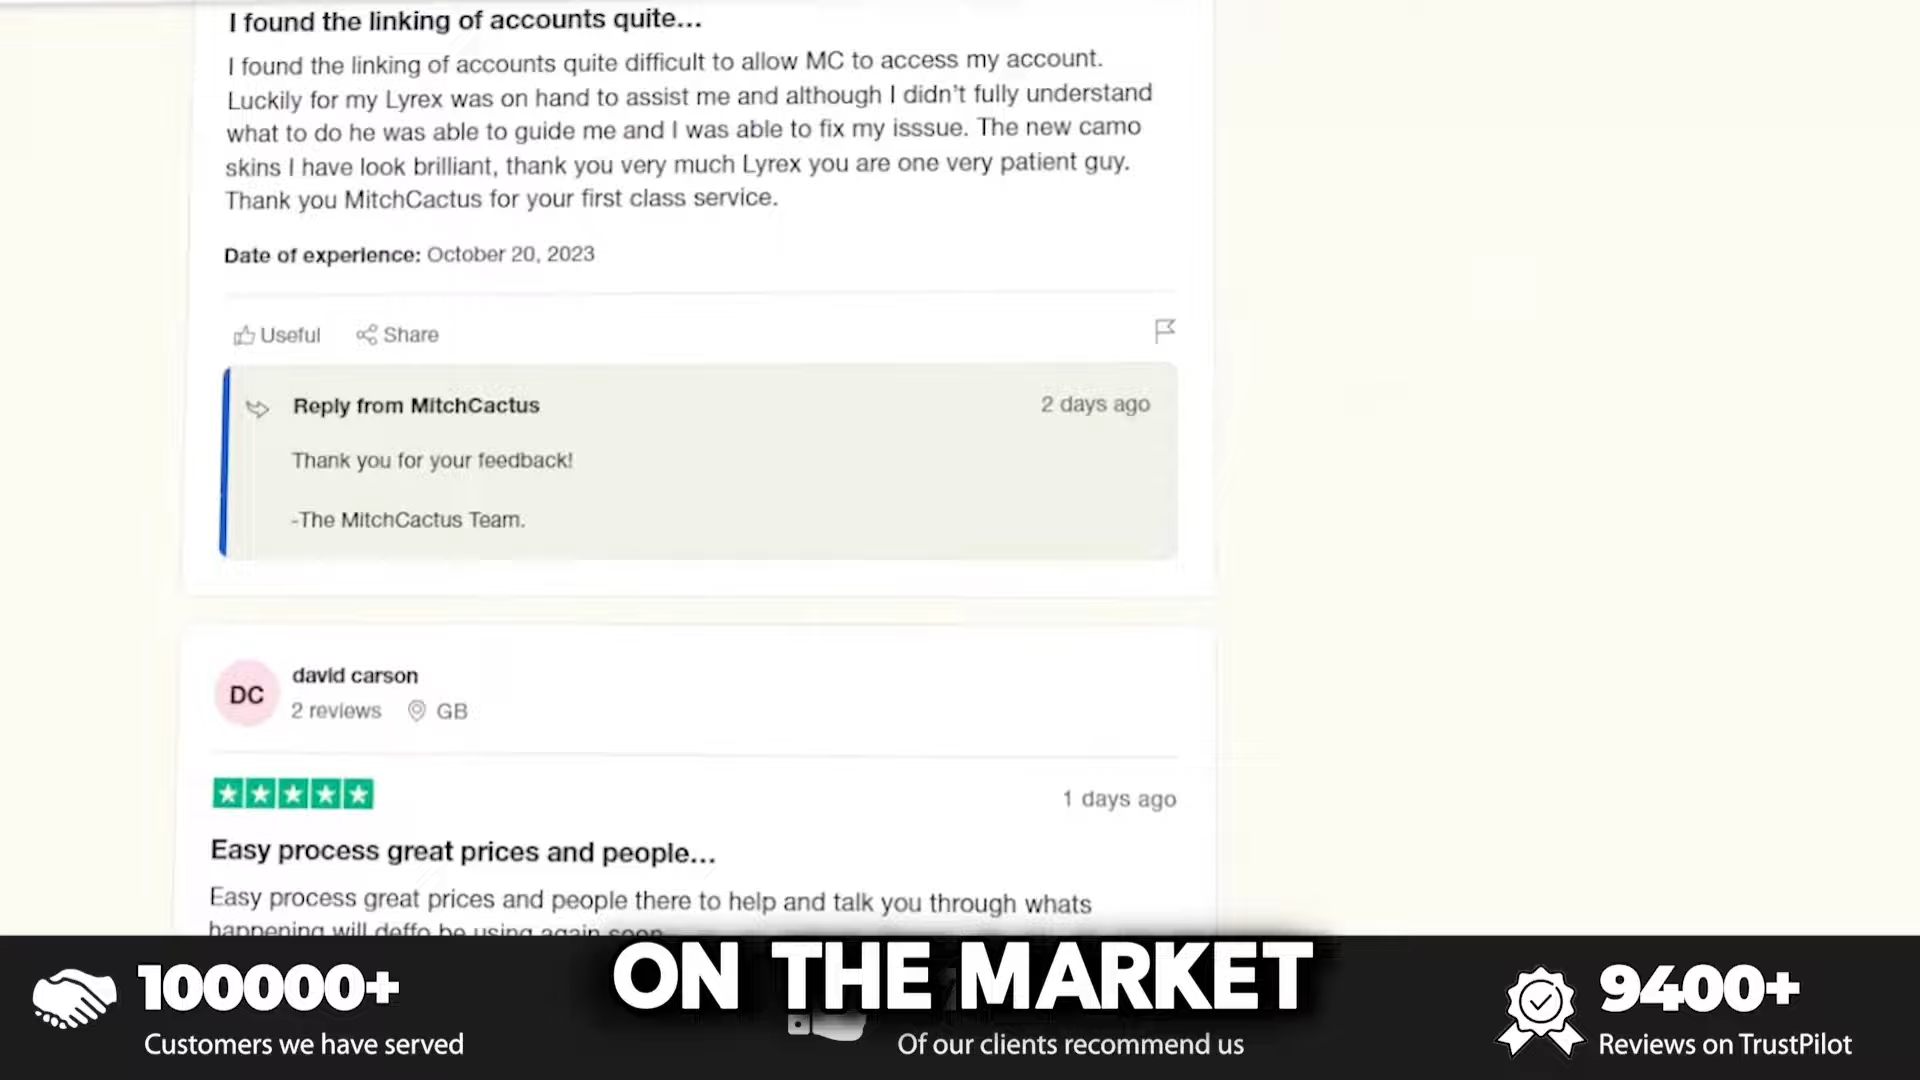 I found the linking of accounts quite...
I found the linking of accounts quite difficult to allow MC to access my account.
Luckily for my Lyrex was on hand to assist me and although I didn't fully understand
what to do he was able to guide me and I was able to fix my isssue. The new camo
skins I have look brilliant, thank you very much Lyrex you are one very patient guy.
Thank you MitchCactus for your first class service.
Date of experience: October 20, 2023
Useful Share
Reply from MitchCactus 2 days ago
Thank you for your feedback!
-The MitchCactus Team.
DC
david carson
2 reviews GB
1 days ago
Easy process great prices and people...
Easy process great prices and people there to help and talk you through whats
happening will deffo be using again soon
ON THE MARKET
100000+
Customers we have served
Of our clients recommend us
9400+
Reviews on TrustPilot